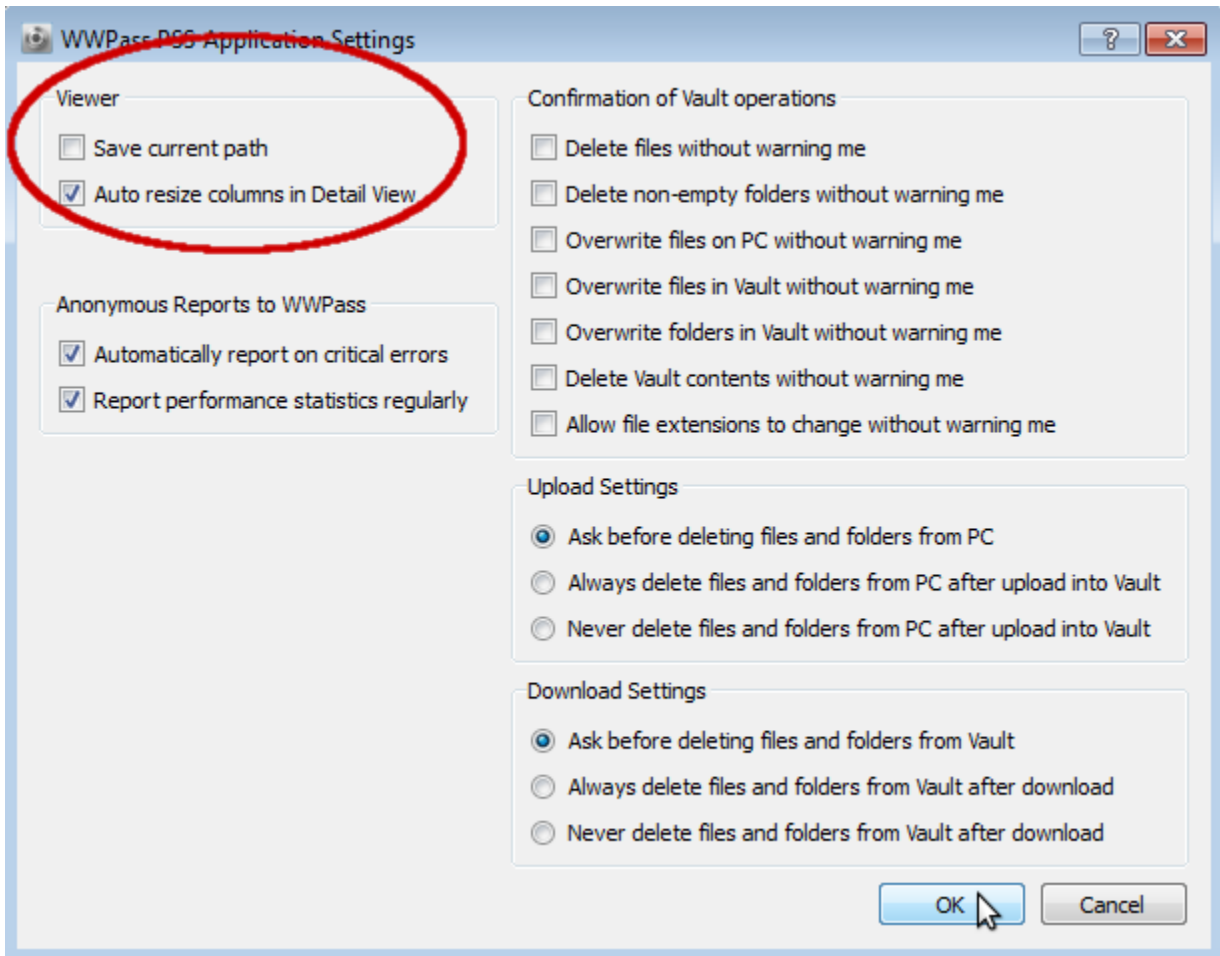 WWPass PSS Application Settings
Viewer
Save current path
Auto resize columns in Detail View
Anonymous Reports to WWPass
Automatically report on critical errors
Report performance statistics regularly
Confirmation of Vault operations
Delete files without warning me
Delete non-empty folders without warning me
Overwrite files on PC without warning me
Overwrite files in Vault without warning me
Overwrite folders in Vault without warning me
Delete Vault contents without warning me
Allow file extensions to change without warning me
Upload Settings
Ask before deleting files and folders from PC
Always delete files and folders from PC after upload into Vault
Never delete files and folders from PC after upload into Vault
Download Settings
Ask before deleting files and folders from Vault
Always delete files and folders from Vault after download
Never delete files and folders from Vault after download
OK
Cancel